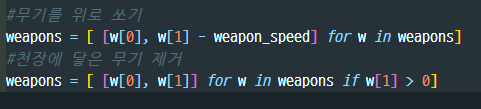 #무기를 위로 쏘기
weapons = [ [w[0], w[1] - weapon_speed] for w in weapons]
#천장에 닿은 무기 제거
weapons = [ [w[0], w[1]] for w in weapons if w[1] > 0]